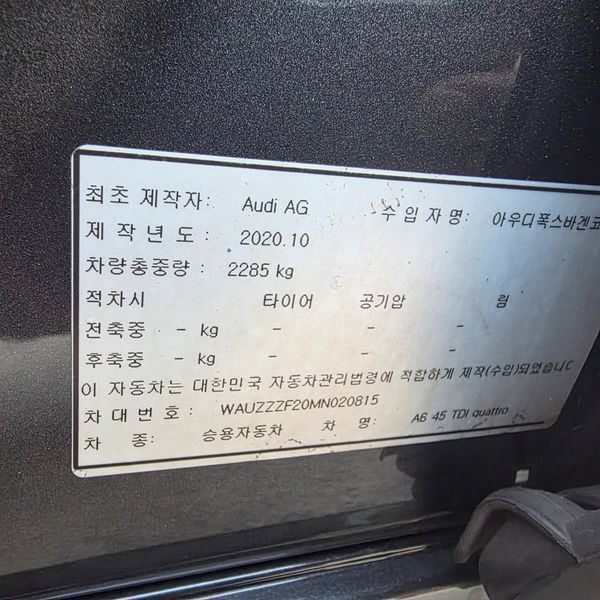 최초 제작자: Audi AG 수 입 자 명: 아우디폭스바겐코
제 작 년 도 : 2020.10
차량총중량 : 2285 kg
적차시 타이어 공기압 림
전축중 - kg - - -
후축중 - kg - - -
이 자동차는 대한민국 자동차관리법령에 적합하게 제작(수입)되었습니다
차 대 번 호 : WAUZZZF20MN020815
차 종: 승용자동차 차 명: A6 45 TDI quattro